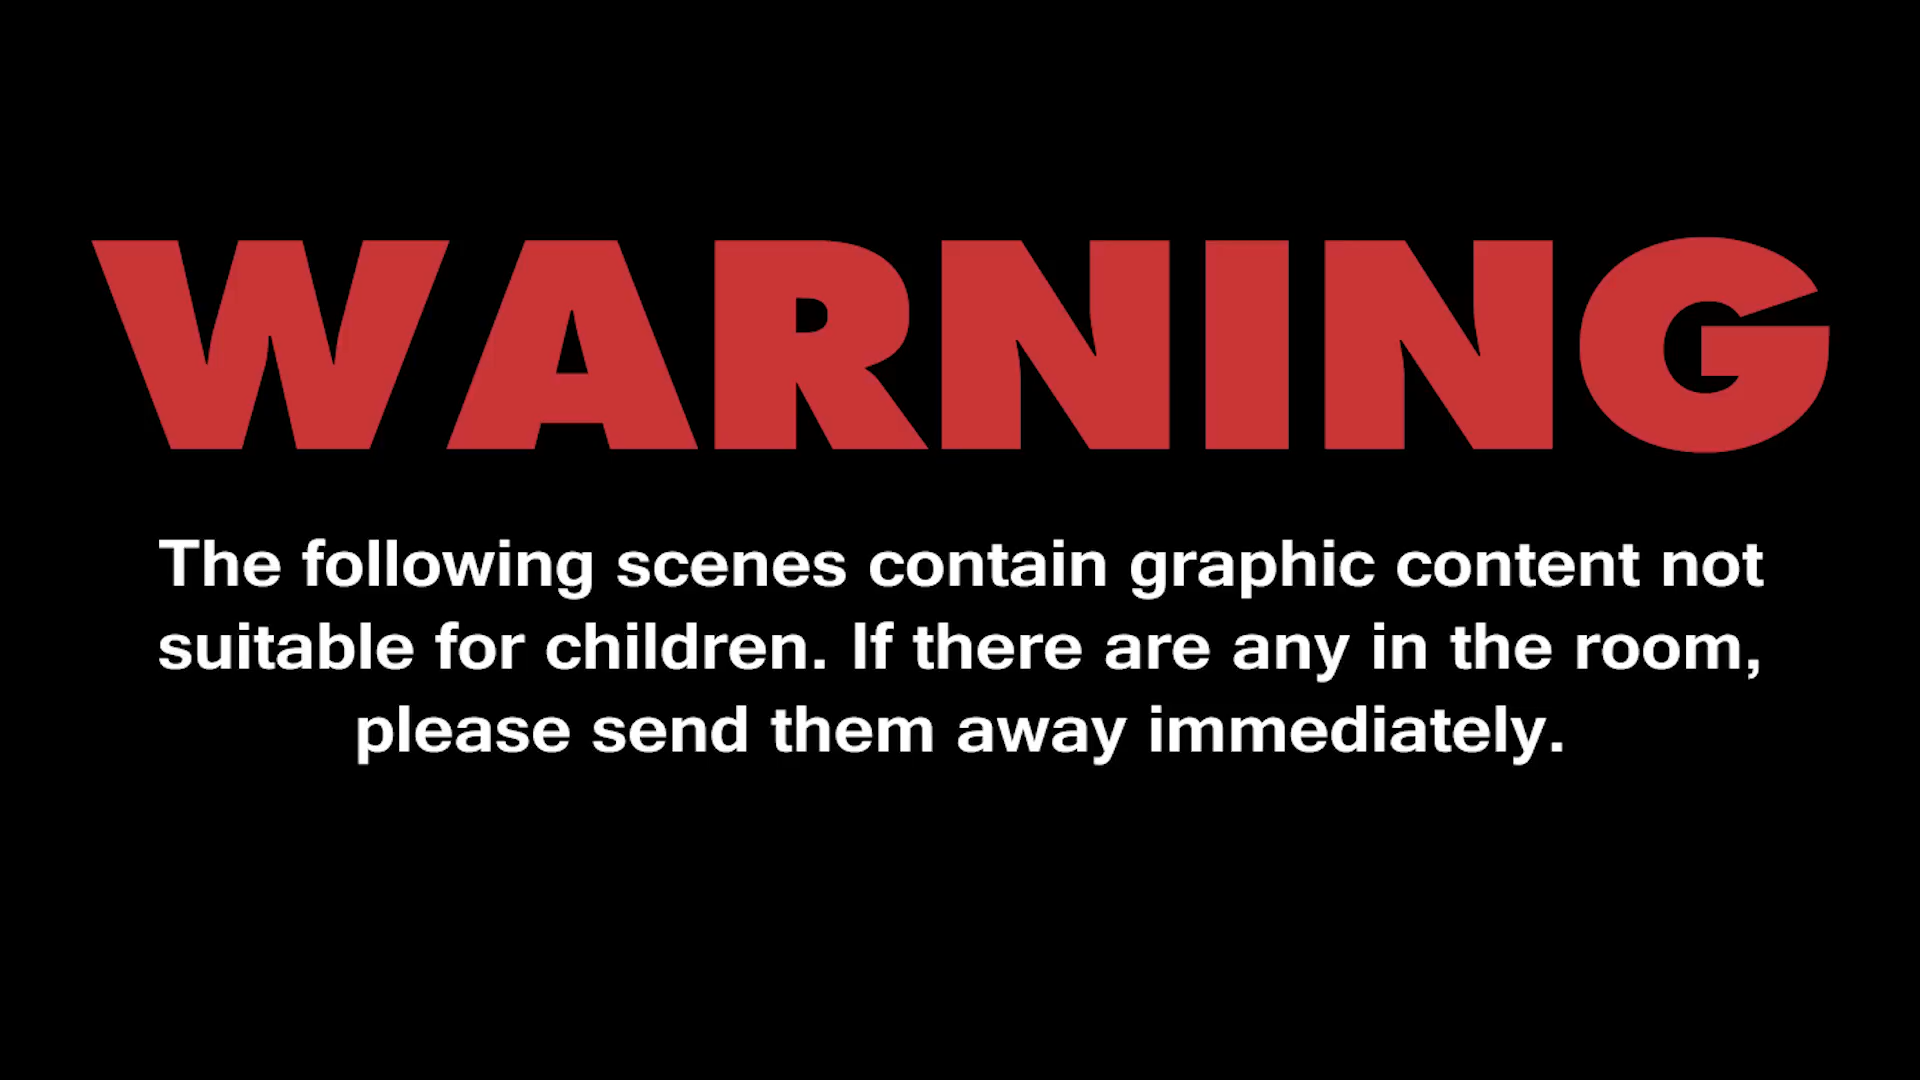 WARNING
The following scenes contain graphic content not
suitable for children. If there are any in the room,
please send them away immediately.